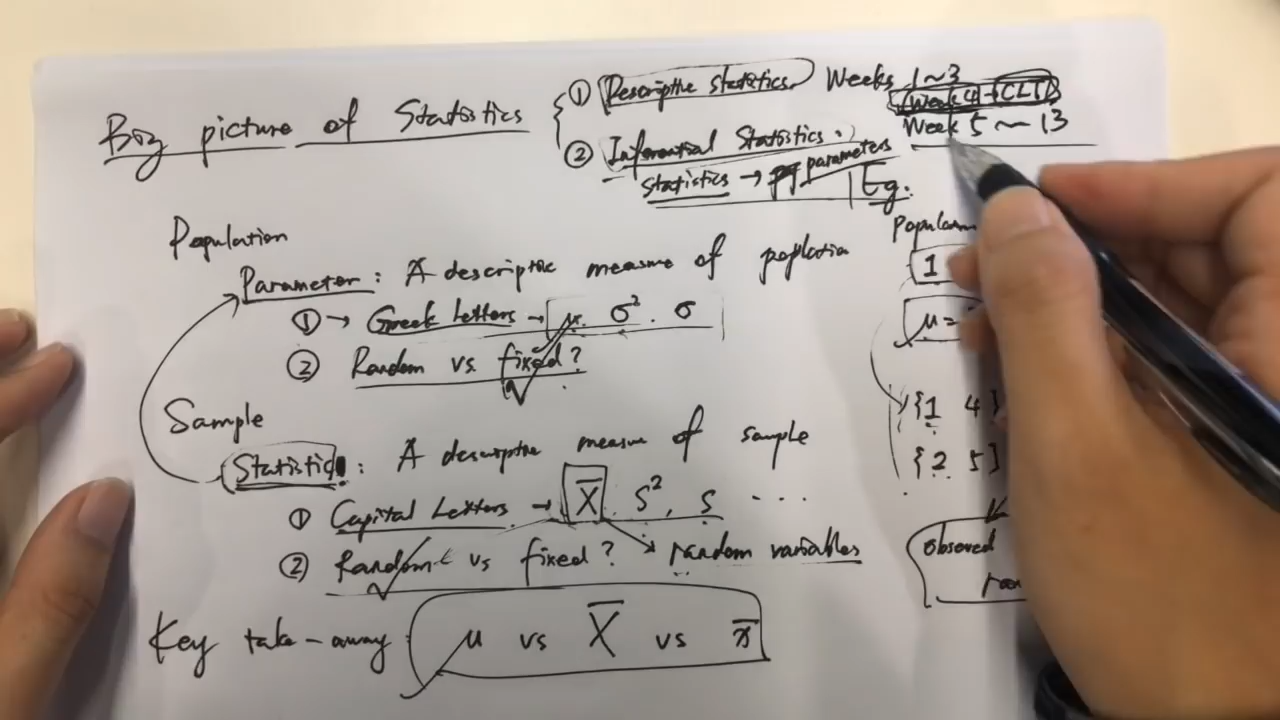 Big picture of Statistics
① Descriptive Statistics. Weeks 1~3
Week 4 → CLT
② Inferential Statistics. Week 5 ~ 13
Statistics → parameters
Eg.
Population
Parameter: A descriptive measure of popltion
① → Greek Letters → μ. σ². σ
② Random vs. fixed?
Sample
Statistic: A descriptive measure of sample
① Capital Letters → X̄. S², S ...
② Random vs fixed? → random variables
Key take-away μ vs X̄ vs x̄
1
μ=
{1 4}
{2 5}
observed